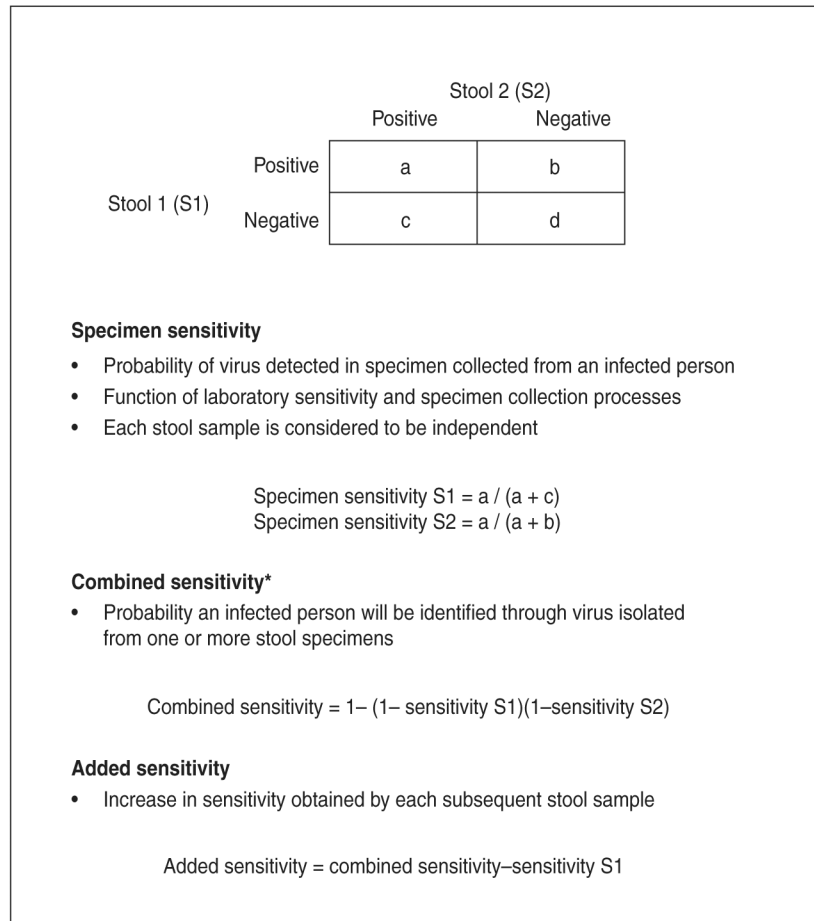 Stool 2 (S2)
Positive Negative
Positive a b
Stool 1 (S1)
Negative c d
Specimen sensitivity
• Probability of virus detected in specimen collected from an infected person
• Function of laboratory sensitivity and specimen collection processes
• Each stool sample is considered to be independent
Specimen sensitivity S1 = a / (a + c)
Specimen sensitivity S2 = a / (a + b)
Combined sensitivity*
• Probability an infected person will be identified through virus isolated
from one or more stool specimens
Combined sensitivity = 1– (1– sensitivity S1)(1–sensitivity S2)
Added sensitivity
• Increase in sensitivity obtained by each subsequent stool sample
Added sensitivity = combined sensitivity–sensitivity S1